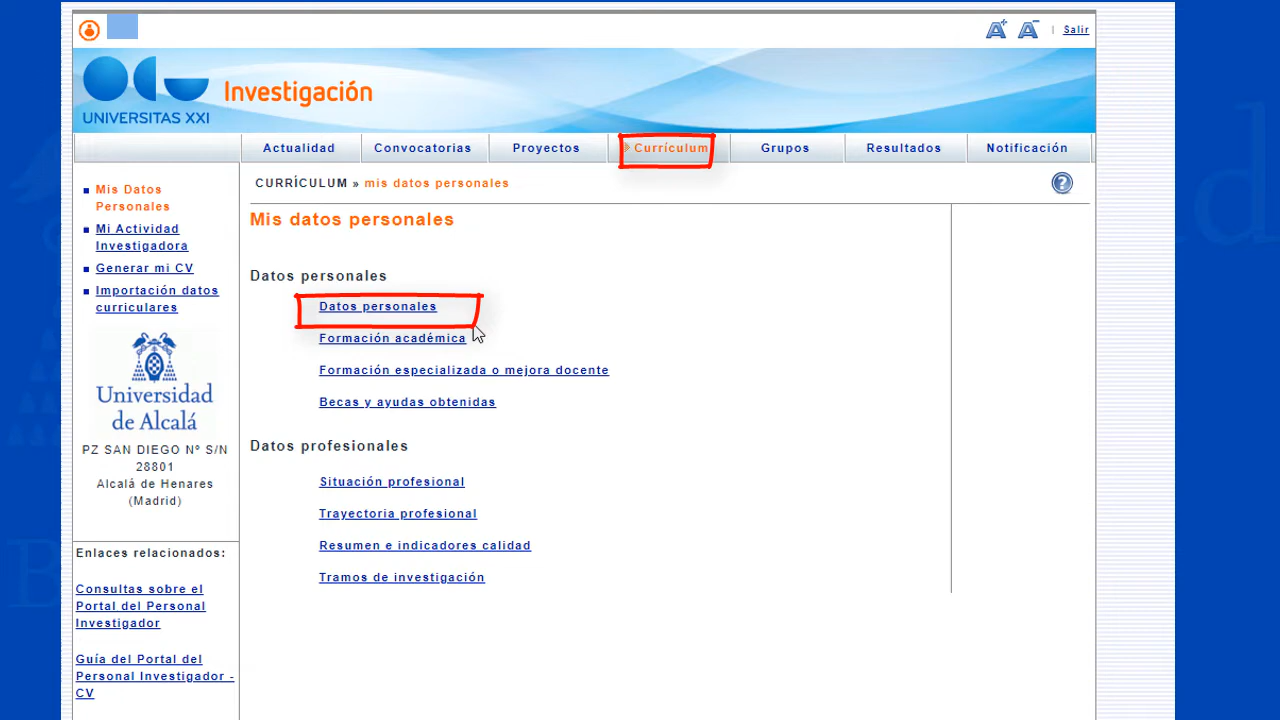 A+ A- | Salir
UNIVERSITAS XXI
Investigación
Actualidad Convocatorias Proyectos Currículum Grupos Resultados Notificación
CURRÍCULUM » mis datos personales
?
Mis Datos
Personales
Mi Actividad
Investigadora
Generar mi CV
Importación datos
curriculares
Universidad
de Alcalá
PZ SAN DIEGO Nº S/N
28801
Alcalá de Henares
(Madrid)
Enlaces relacionados:
Consultas sobre el
Portal del Personal
Investigador
Guía del Portal del
Personal Investigador -
CV
Mis datos personales
Datos personales
Datos personales
Formación académica
Formación especializada o mejora docente
Becas y ayudas obtenidas
Datos profesionales
Situación profesional
Trayectoria profesional
Resumen e indicadores calidad
Tramos de investigación